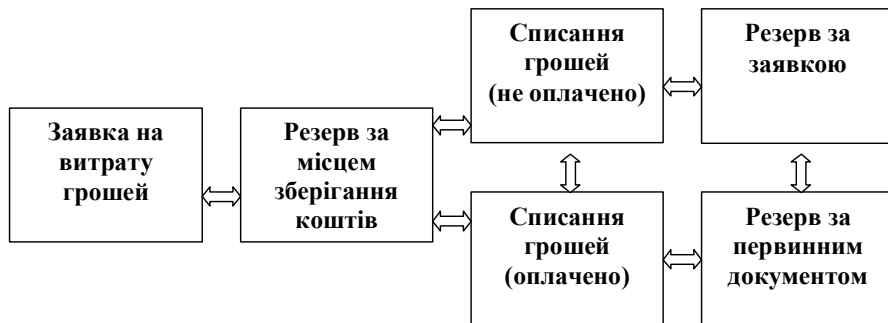 Заявка на
витрату
грошей
Резерв за
місцем
зберігання
коштів
Списання
грошей
(не оплачено)
Резерв за
заявкою
Списання
грошей
(оплачено)
Резерв за
первинним
документом